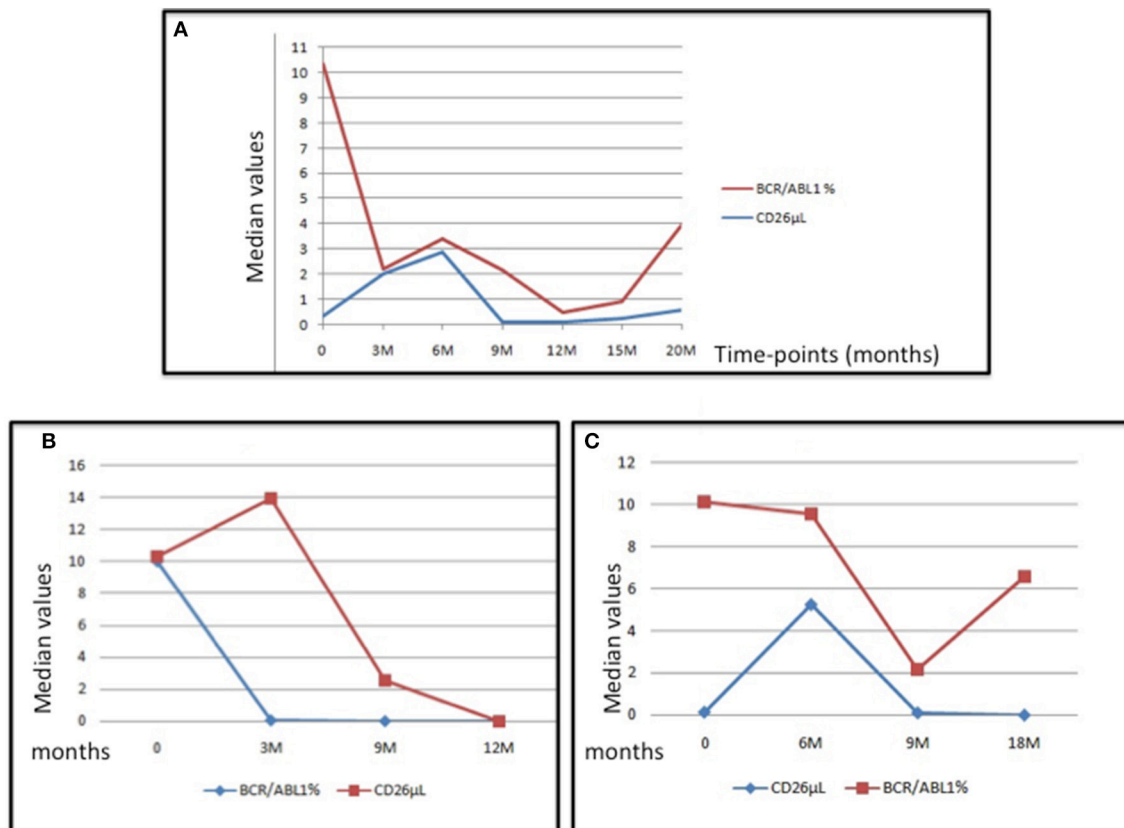 A
Median values
11
10
9
8
7
6
5
4
3
2
1
0
0 3M 6M 9M 12M 15M 20M
Time-points (months)
BCR/ABL1 %
CD26µL
B
Median values
16
14
12
10
8
6
4
2
0
months
0 3M 9M 12M
BCR/ABL1% CD26µL
C
Median values
12
10
8
6
4
2
0
months
0 6M 9M 18M
CD26µL BCR/ABL1%